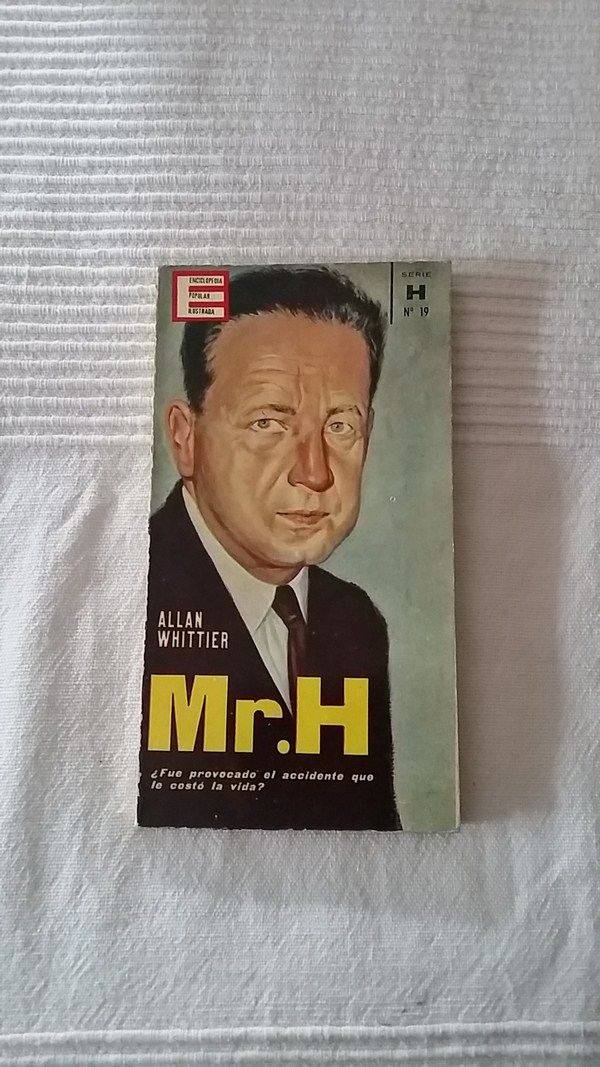 ENCICLOPEDIA
POPULAR
ILUSTRADA
SERIE
H
Nº 19
ALLAN
WHITTIER
Mr.H
¿Fue provocado el accidente que
le costó la vida?